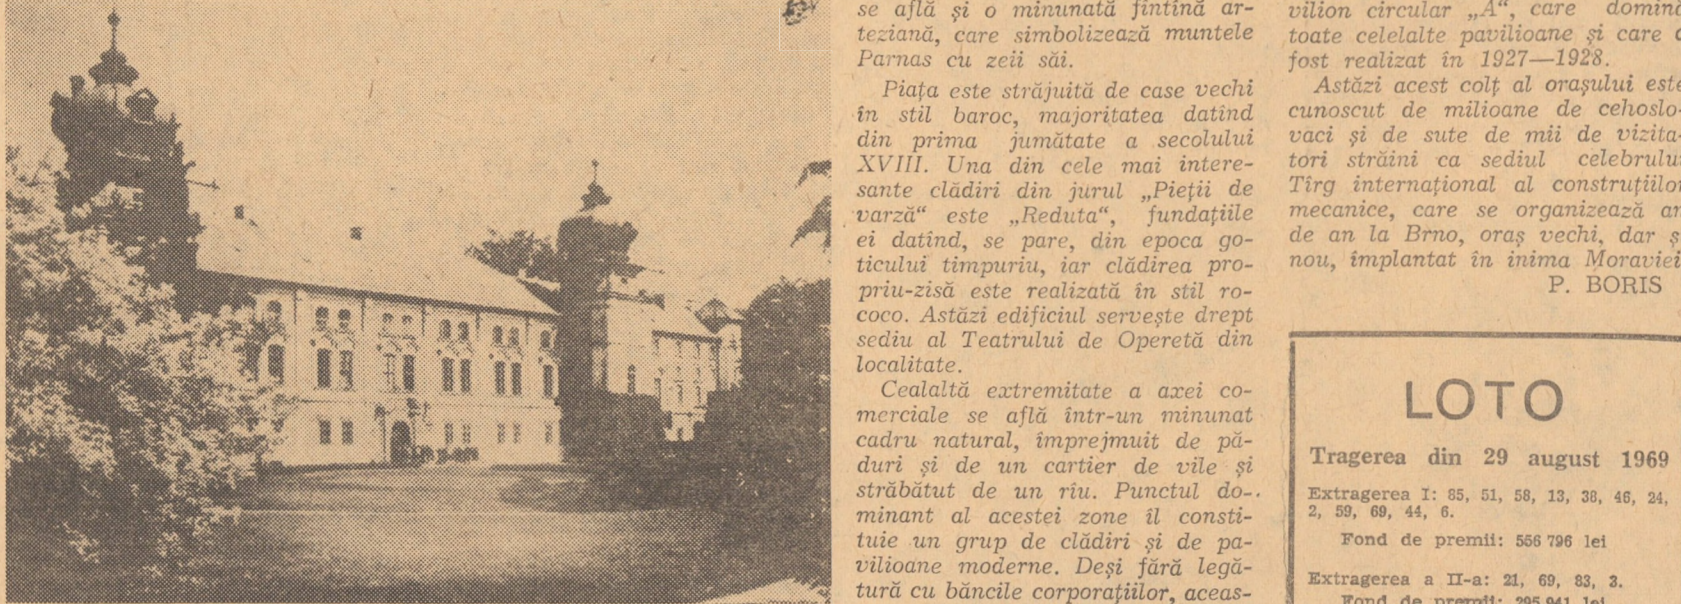 se află și o minunată fîntînă ar-
teziană, care simbolizează muntele
Parnas cu zeii săi.
Piața este străjuită de case vechi
în stil baroc, majoritatea datînd
din prima jumătate a secolului
XVIII. Una din cele mai intere-
sante clădiri din jurul „Pieții de
varză“ este „Reduta“, fundațiile
ei datînd, se pare, din epoca go-
ticului timpuriu, iar clădirea pro-
priu-zisă este realizată în stil ro-
coco. Astăzi edificiul servește drept
sediu al Teatrului de Operetă din
localitate.
Cealaltă extremitate a axei co-
merciale se află într-un minunat
cadru natural, împrejmuit de pă-
duri și de un cartier de vile și
străbătut de un rîu. Punctul do-
minant al acestei zone îl consti-
tuie un grup de clădiri și de pa-
vilioane moderne. Deși fără legă-
tură cu băncile corporațiilor, aceas-
vilion circular „A“, care domină
toate celelalte pavilioane și care a
fost realizat în 1927—1928.
Astăzi acest colț al orașului este
cunoscut de milioane de cehoslo-
vaci și de sute de mii de vizita-
tori străini ca sediul celebrului
Tîrg internațional al construțiilor
mecanice, care se organizează an
de an la Brno, oraș vechi, dar și
nou, împlantat în inima Moraviei
P. BORIS
LOTO
Tragerea din 29 august 1969
Extragerea I: 85, 51, 58, 13, 38, 46, 24,
2, 59, 69, 44, 6.
Fond de premii: 556 796 lei
Extragerea a II-a: 21, 69, 83, 3.
Fond de premii: 295 941 lei